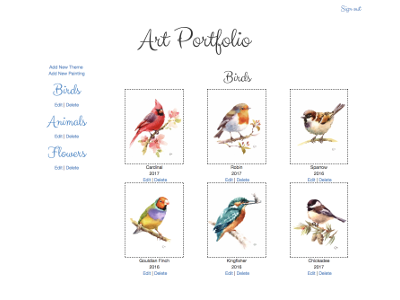 Sign out
Art Portfolio
Add New Theme
Add New Painting
Birds
Edit | Delete
Animals
Edit | Delete
Flowers
Edit | Delete
Birds
Cardinal
2017
Edit | Delete
Robin
2017
Edit | Delete
Sparrow
2016
Edit | Delete
Gouldian Finch
2016
Edit | Delete
Kingfisher
2016
Edit | Delete
Chickadee
2017
Edit | Delete